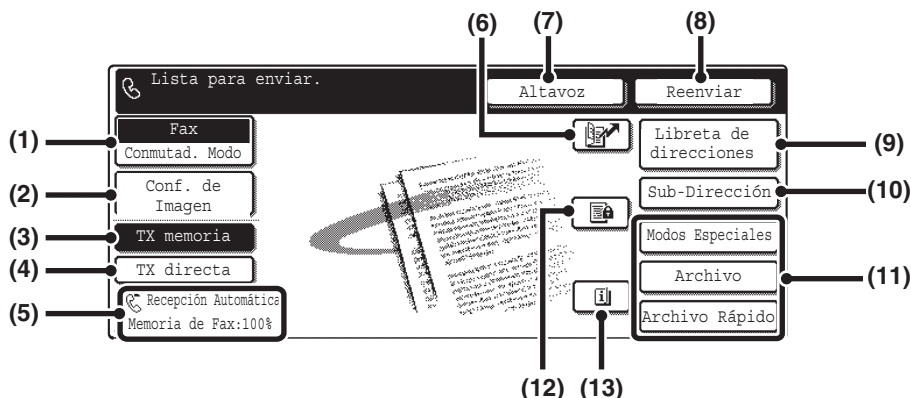 (6)
(7)
(8)
Lista para enviar.
Altavoz
Reenviar
(1)
Fax
Conmutad. Modo
Libreta de
direcciones
(9)
(2)
Conf. de
Imagen
Sub-Dirección
(10)
(3)
TX memoria
Modos Especiales
(4)
TX directa
Archivo
(11)
(5)
Recepción Automática
Memoria de Fax:100%
Archivo Rápido
(12)
(13)